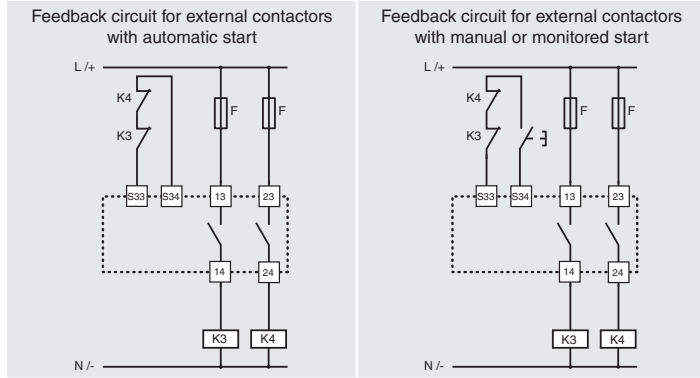 Feedback circuit for external contactors
with automatic start
L /+
K4
F
F
K3
S33
S34
13
23
14
24
K3
K4
N /-
Feedback circuit for external contactors
with manual or monitored start
L /+
K4
F
F
K3
S33
S34
13
23
14
24
K3
K4
N /-